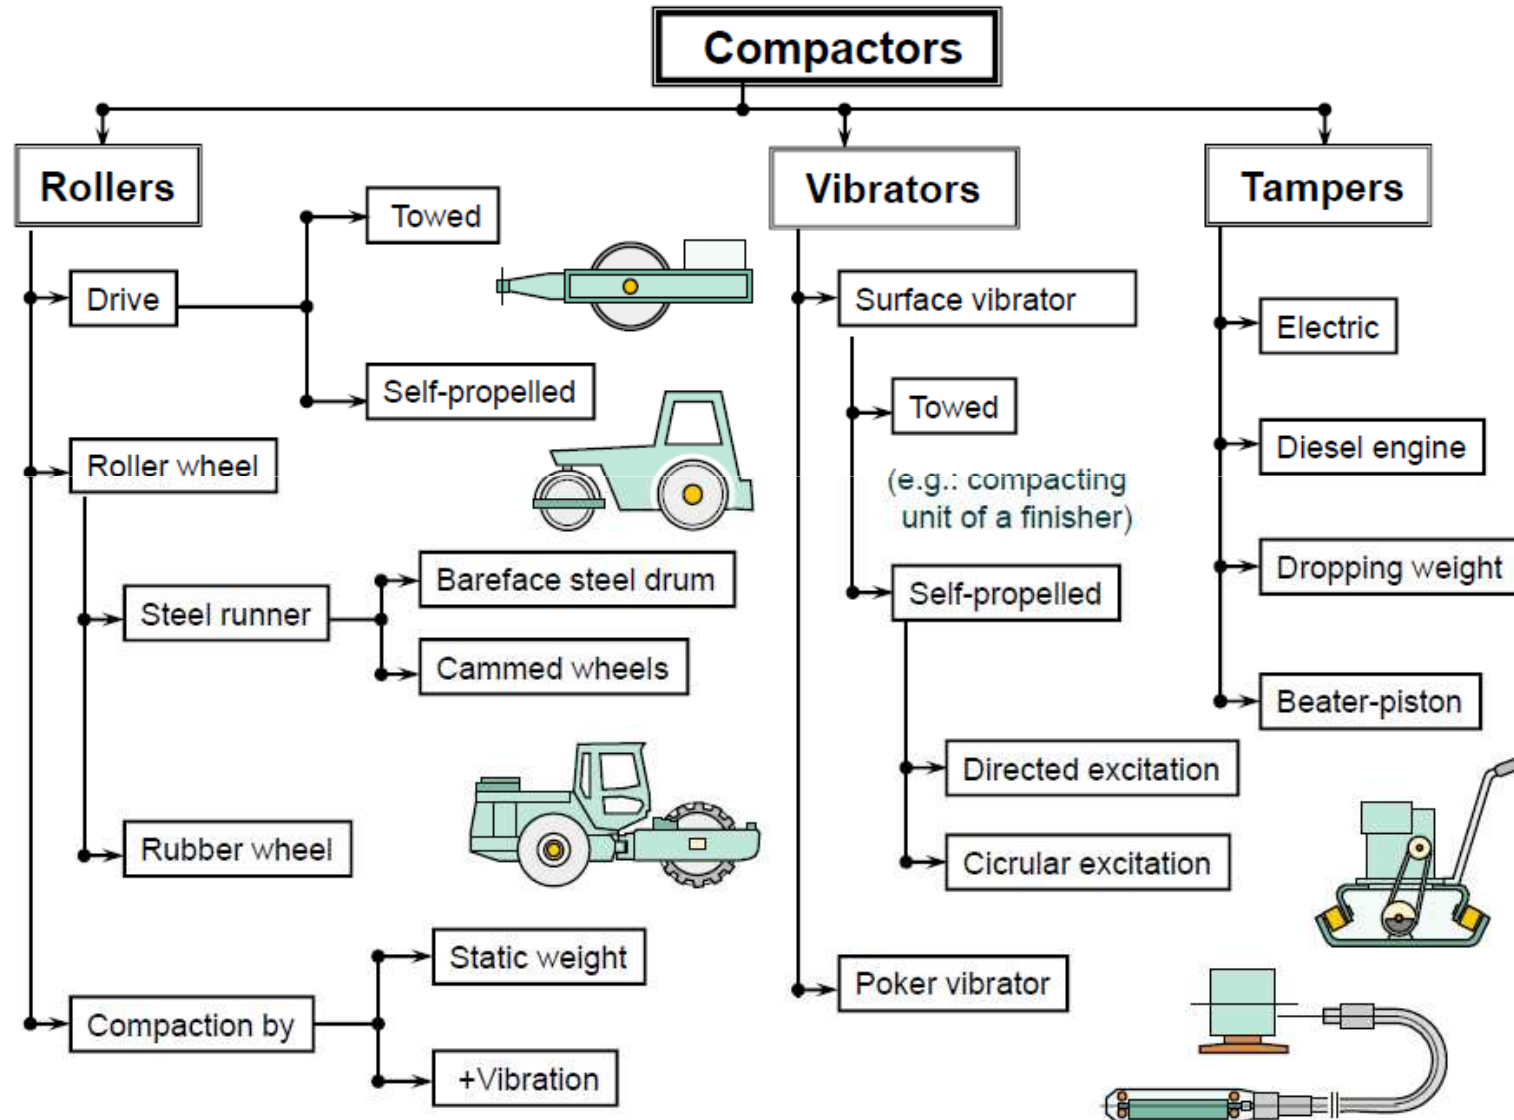 Compactors
Rollers
Drive
Towed
Self-propelled
Roller wheel
Steel runner
Bareface steel drum
Cammed wheels
Rubber wheel
Compaction by
Static weight
+Vibration
Vibrators
Surface vibrator
Towed
(e.g.: compacting
unit of a finisher)
Self-propelled
Directed excitation
Cicrular excitation
Poker vibrator
Tampers
Electric
Diesel engine
Dropping weight
Beater-piston